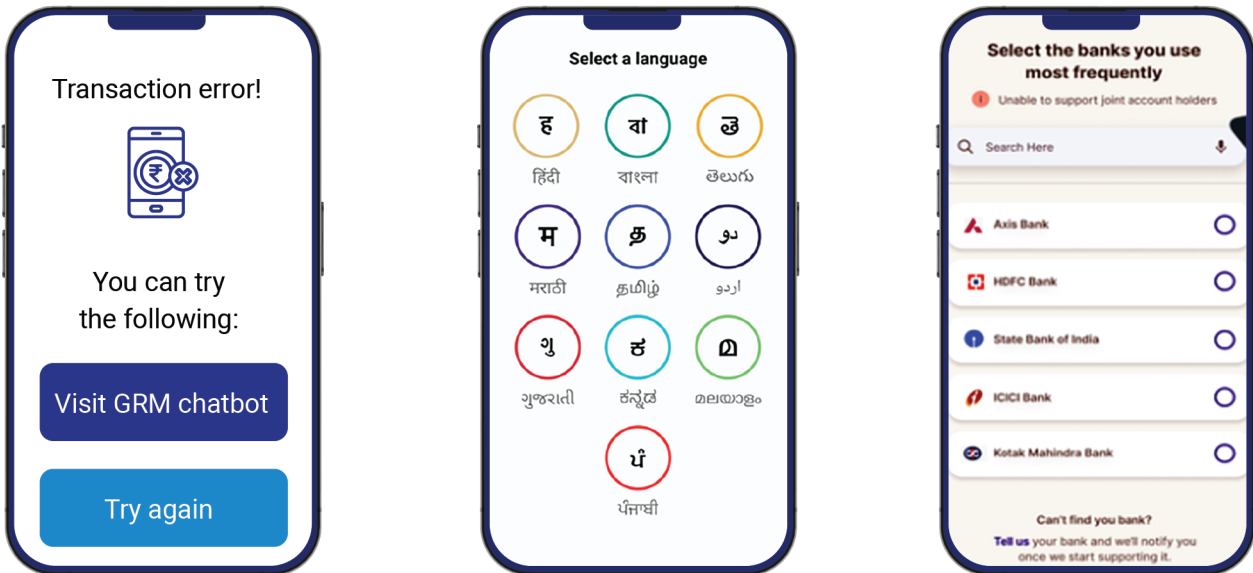 Transaction error!
₹
You can try
the following:
Visit GRM chatbot
Try again
Select a language
ह
বা
తె
हिंदी
বাংলা
తెలుగు
म
த
دو
मराठी
தமிழ்
اردو
ગુ
ಕ
മ
ગુજરાતી
ಕನ್ನಡ
മലയാളം
ਪੰ
ਪੰਜਾਬੀ
Select the banks you use
most frequently
Unable to support joint account holders
Search Here
Axis Bank
HDFC Bank
State Bank of India
ICICI Bank
Kotak Mahindra Bank
Can't find you bank?
Tell us your bank and we'll notify you
once we start supporting it.